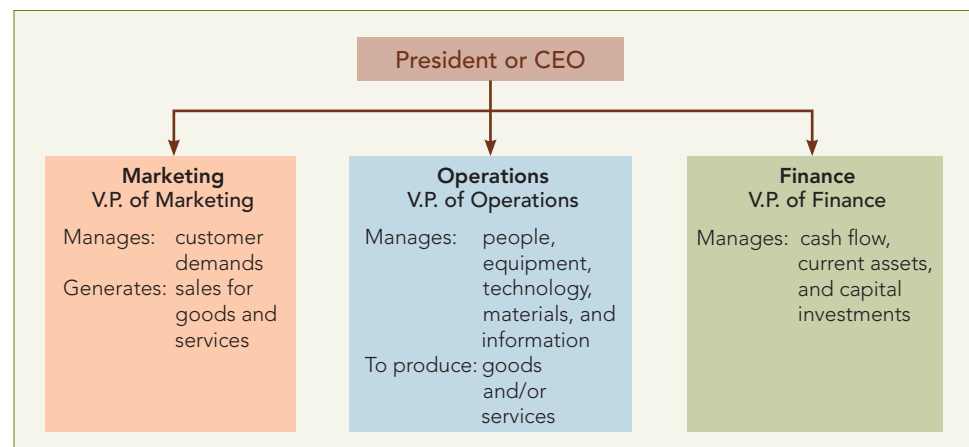 President or CEO
Marketing
V.P. of Marketing
Manages: customer
demands
Generates: sales for
goods and
services
Operations
V.P. of Operations
Manages: people,
equipment,
technology,
materials, and
information
To produce: goods
and/or
services
Finance
V.P. of Finance
Manages: cash flow,
current assets,
and capital
investments